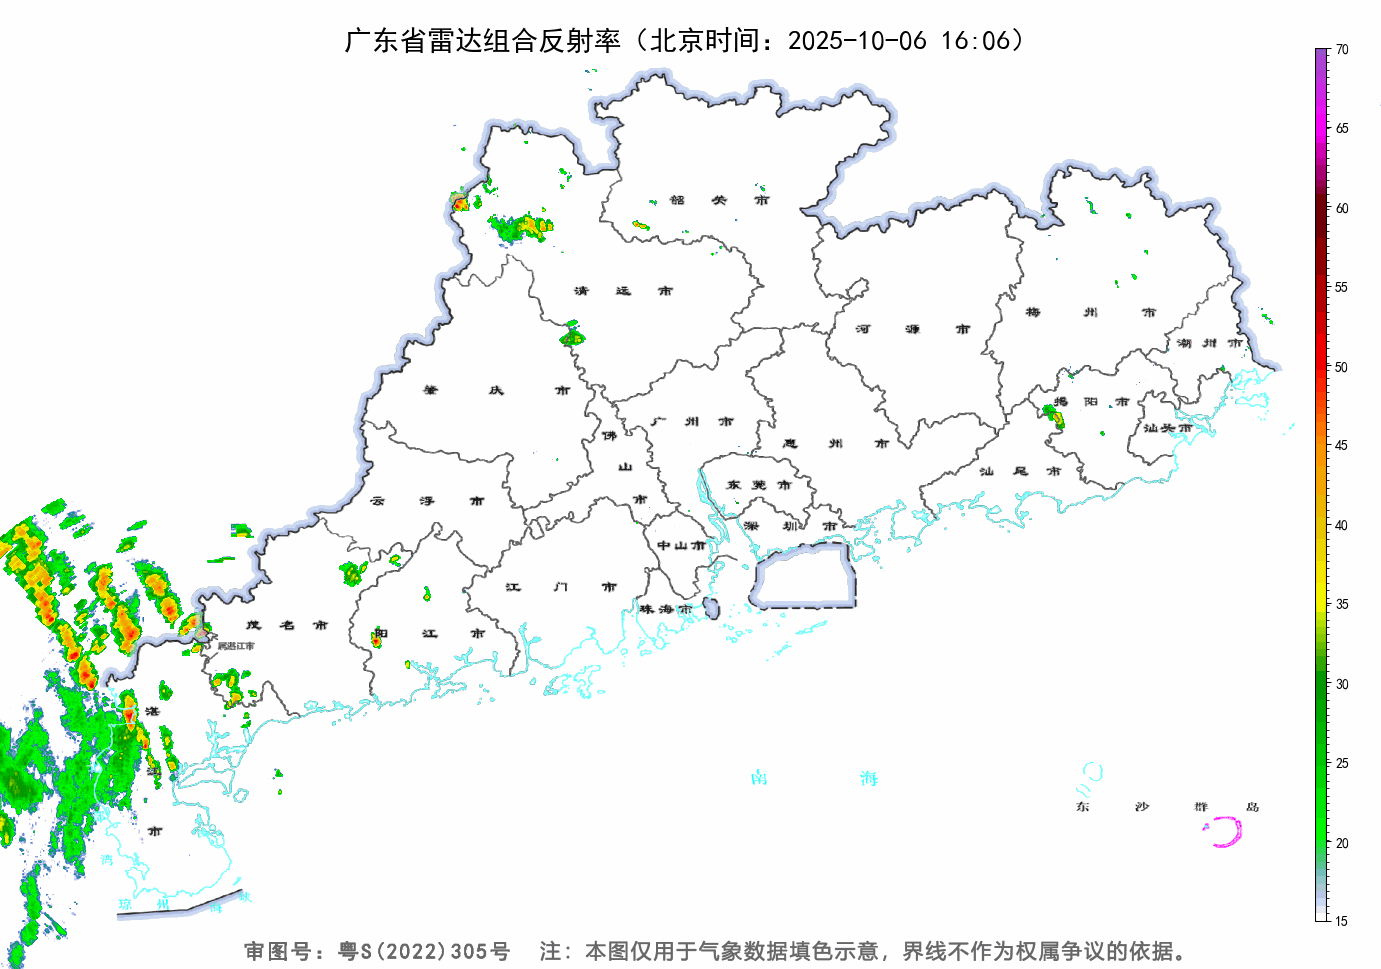 广东省雷达组合反射率（北京时间：2025-10-06 16:06）
70
65
60
55
50
45
40
35
30
25
20
15
韶关市
清远市
河源市
梅州市
潮州市
肇庆市
广州市
揭阳市
汕头市
佛山市
惠州市
汕尾市
云浮市
东莞市
深圳市
中山市
江门市
珠海市
茂名市
属湛江市
阳江市
湛江市
南海
东沙群岛
湾
琼州海峡
审图号：粤S(2022)305号 注：本图仅用于气象数据填色示意，界线不作为权属争议的依据。